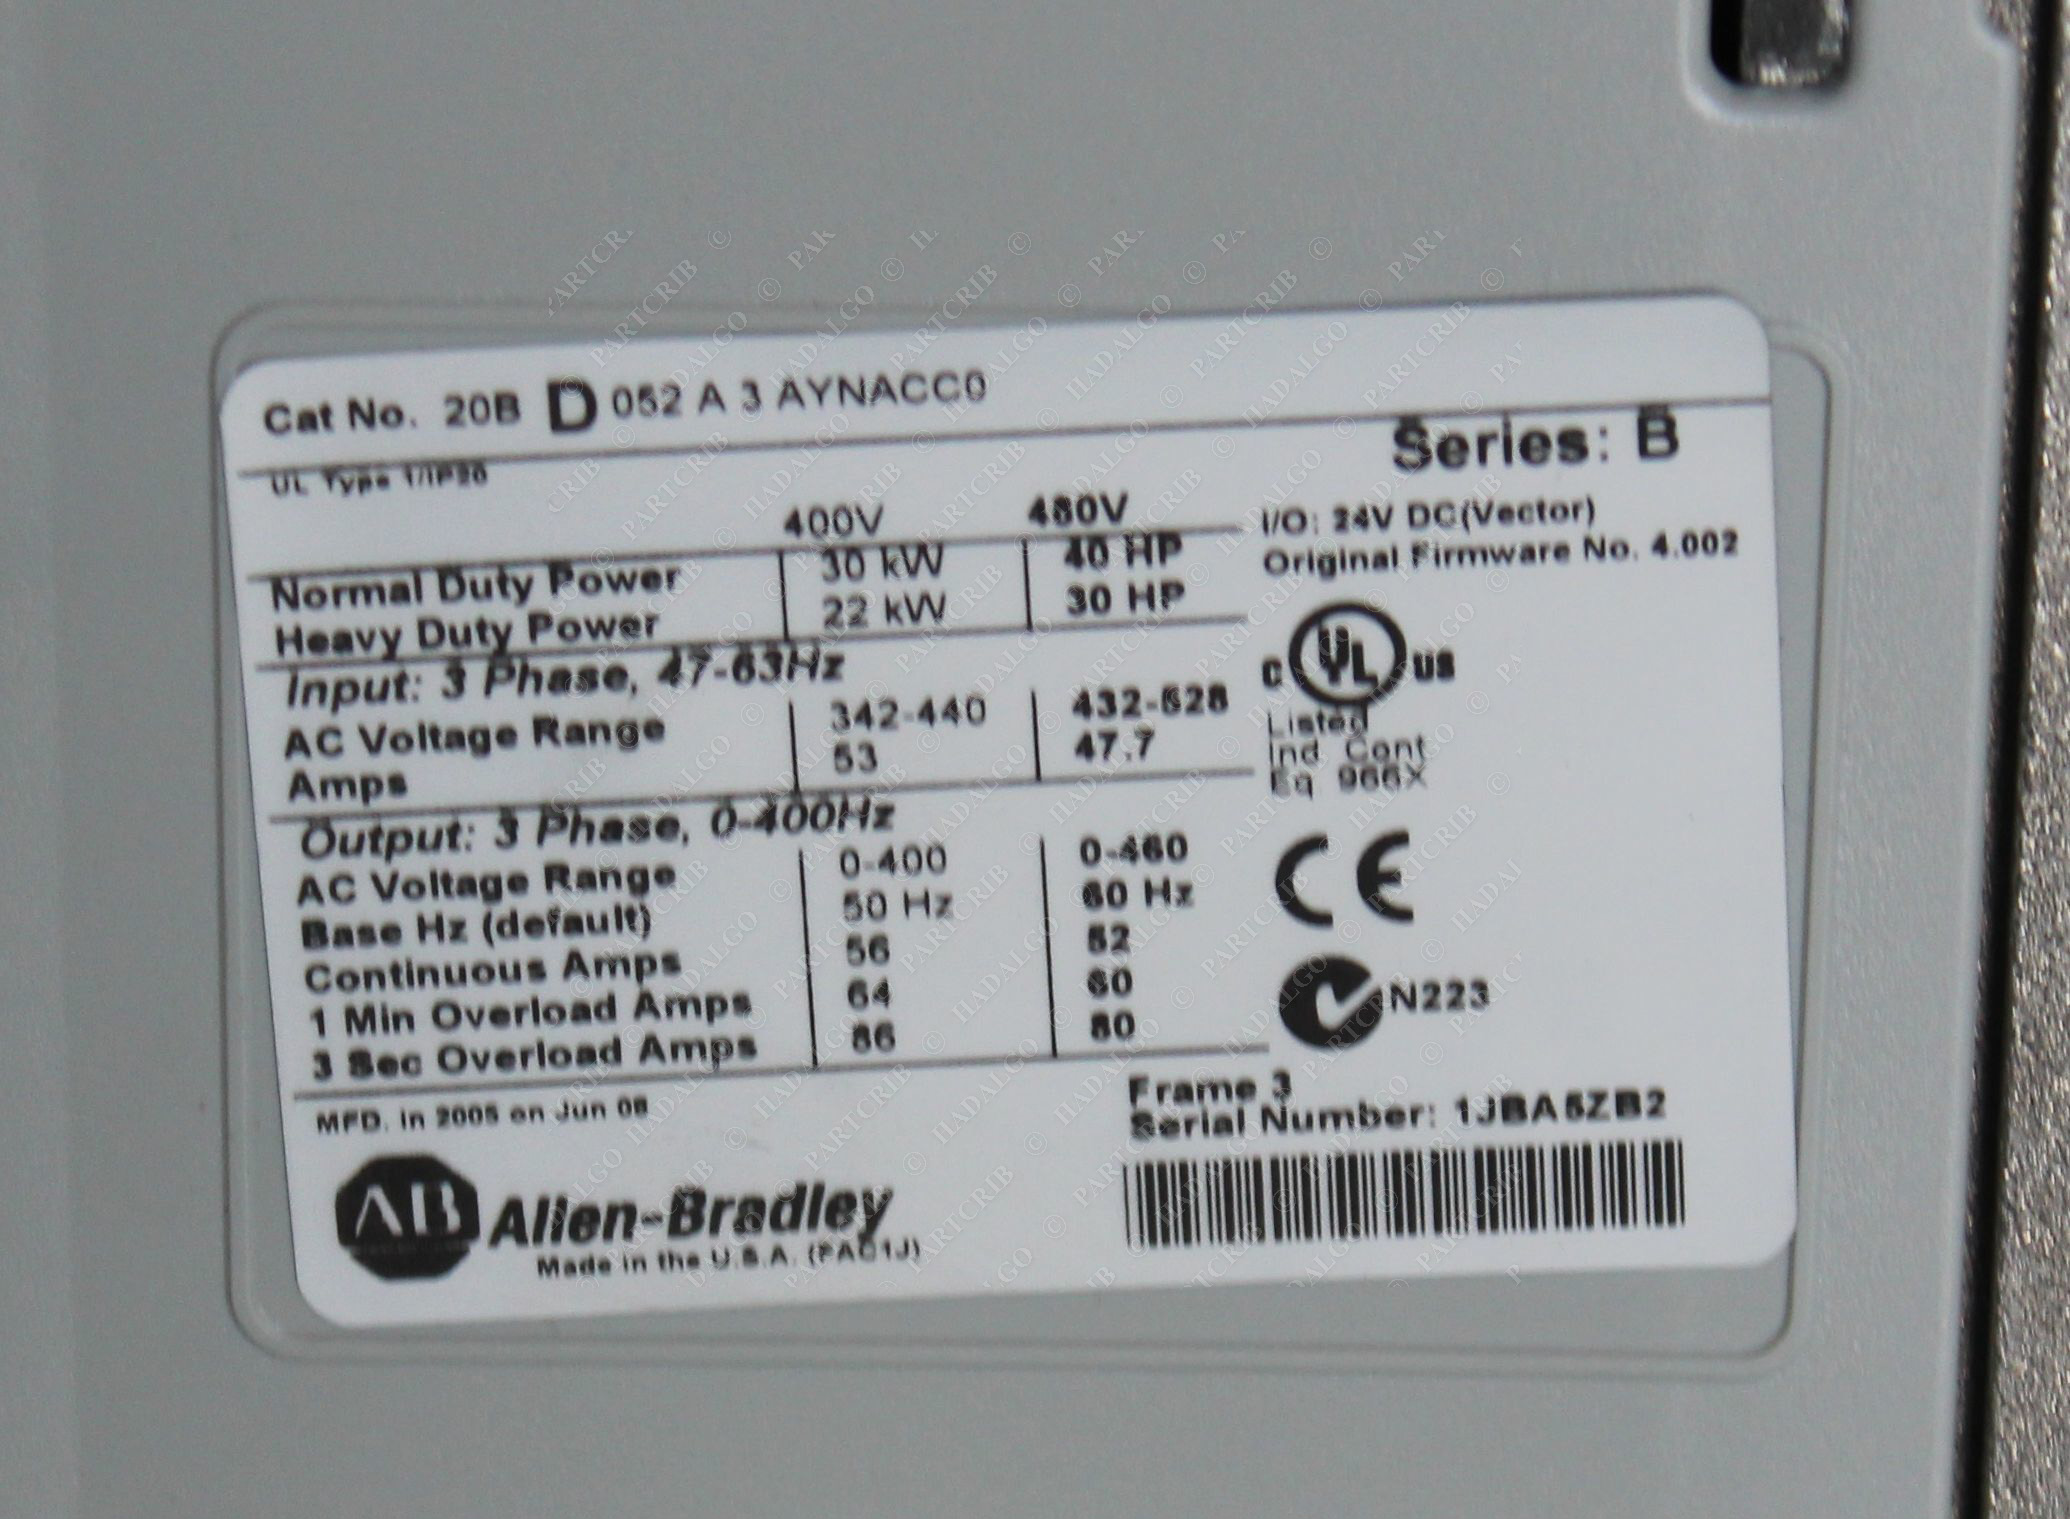 Cat No. 20B D 052 A 3 AYNACC0
UL Type 1/IP20
Series: B
400V 480V
I/O: 24V DC(Vector)
Original Firmware No. 4.002
Normal Duty Power 30 kW 40 HP
Heavy Duty Power 22 kW 30 HP
Input: 3 Phase, 47-63Hz
AC Voltage Range 342-440 432-528
Amps 53 47.7
C UL US
Listed
Ind Cont
Eq 966X
Output: 3 Phase, 0-400Hz
AC Voltage Range 0-400 0-460
Base Hz (default) 50 Hz 60 Hz
Continuous Amps 56 52
1 Min Overload Amps 64 60
3 Sec Overload Amps 86 80
CE
N223
MFD. in 2005 on Jun
Frame 3
Serial Number: 1JBA5ZB2
AB Allen-Bradley
Made in the U.S.A. (FAC1J)
HADALGO © PARTCRIB ©